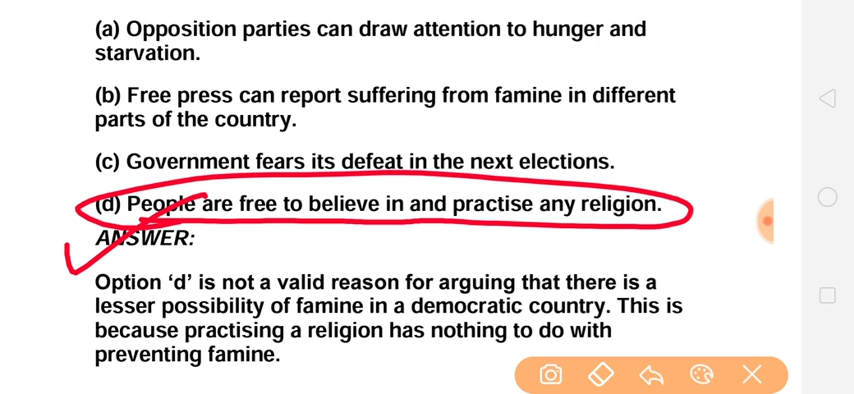 (a) Opposition parties can draw attention to hunger and
starvation.
(b) Free press can report suffering from famine in different
parts of the country.
(c) Government fears its defeat in the next elections.
(d) People are free to believe in and practise any religion.
ANSWER:
Option ‘d’ is not a valid reason for arguing that there is a
lesser possibility of famine in a democratic country. This is
because practising a religion has nothing to do with
preventing famine.